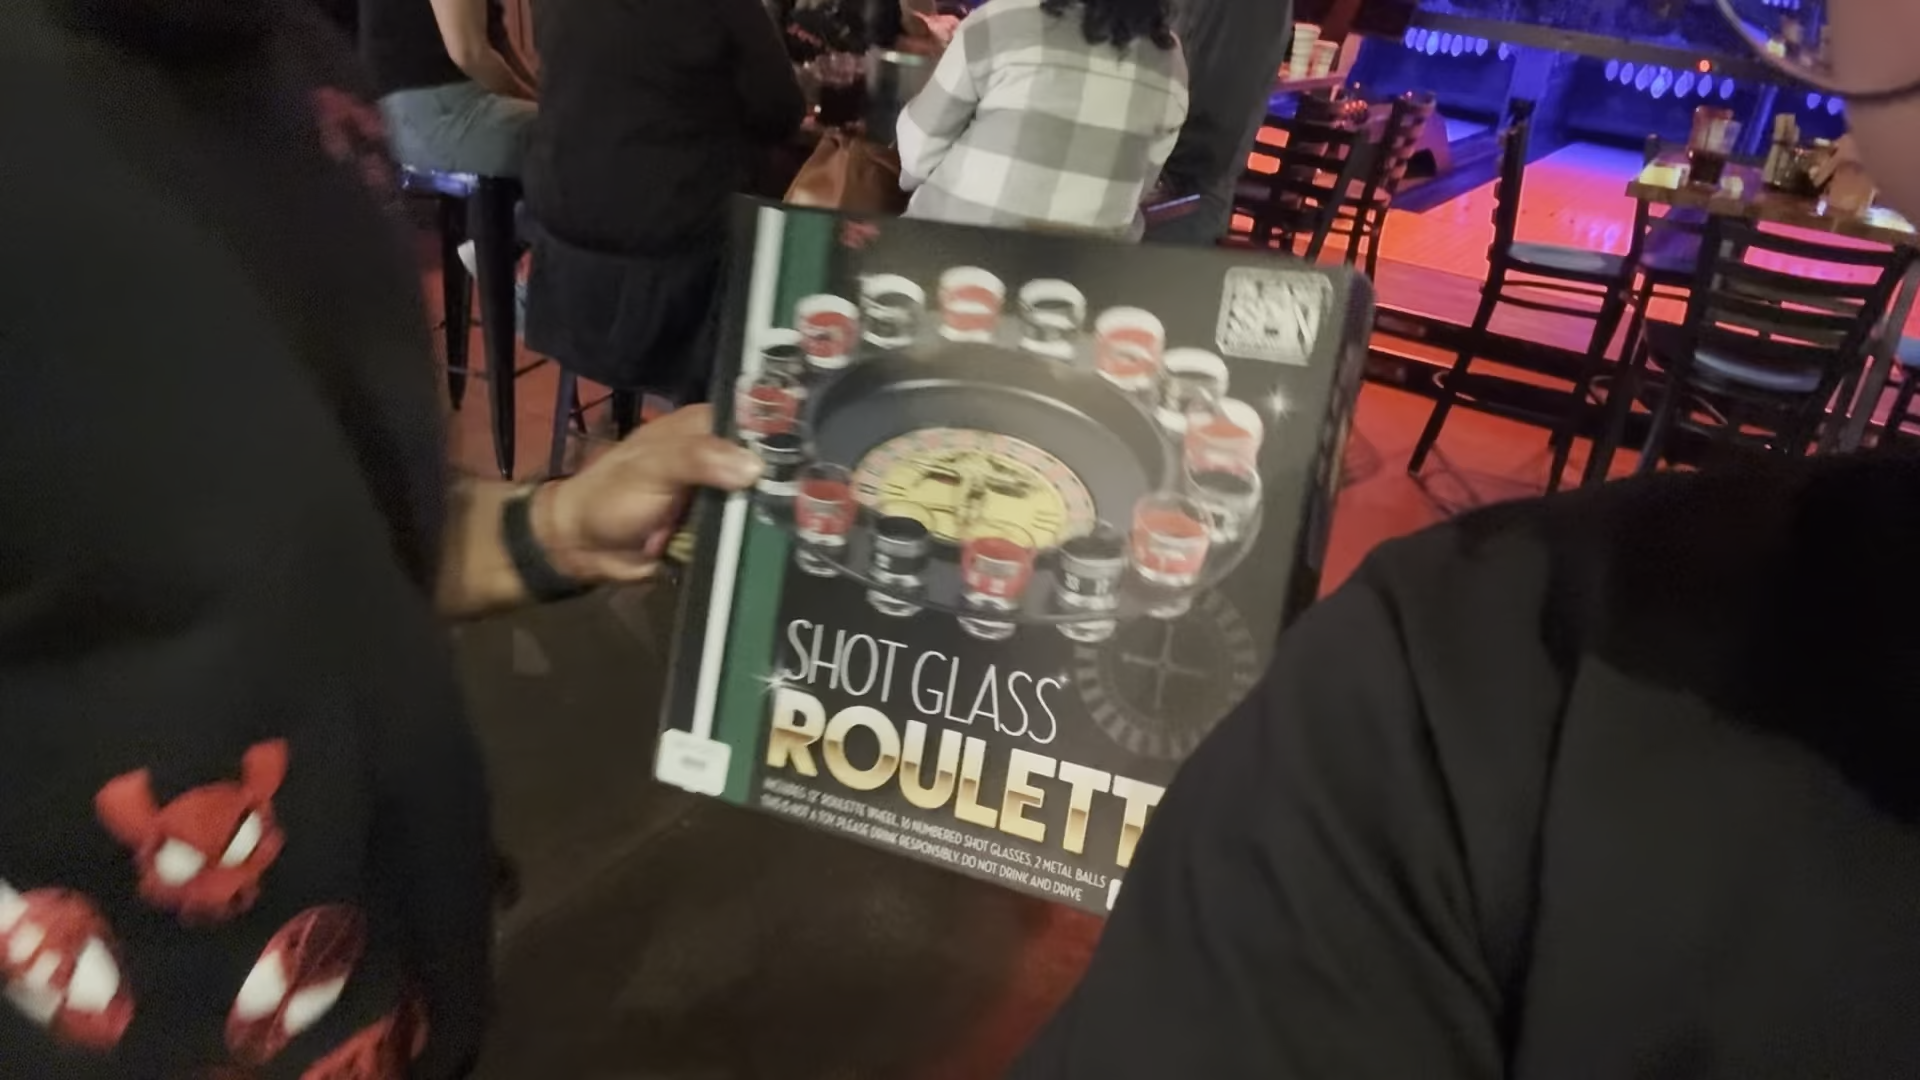 SHOT GLASS
ROULETT
INCLUDES: 12" ROULETTE WHEEL, 16 NUMBERED SHOT GLASSES, 2 METAL BALLS
THIS IS NOT A TOY. PLEASE DRINK RESPONSIBLY. DO NOT DRINK AND DRIVE